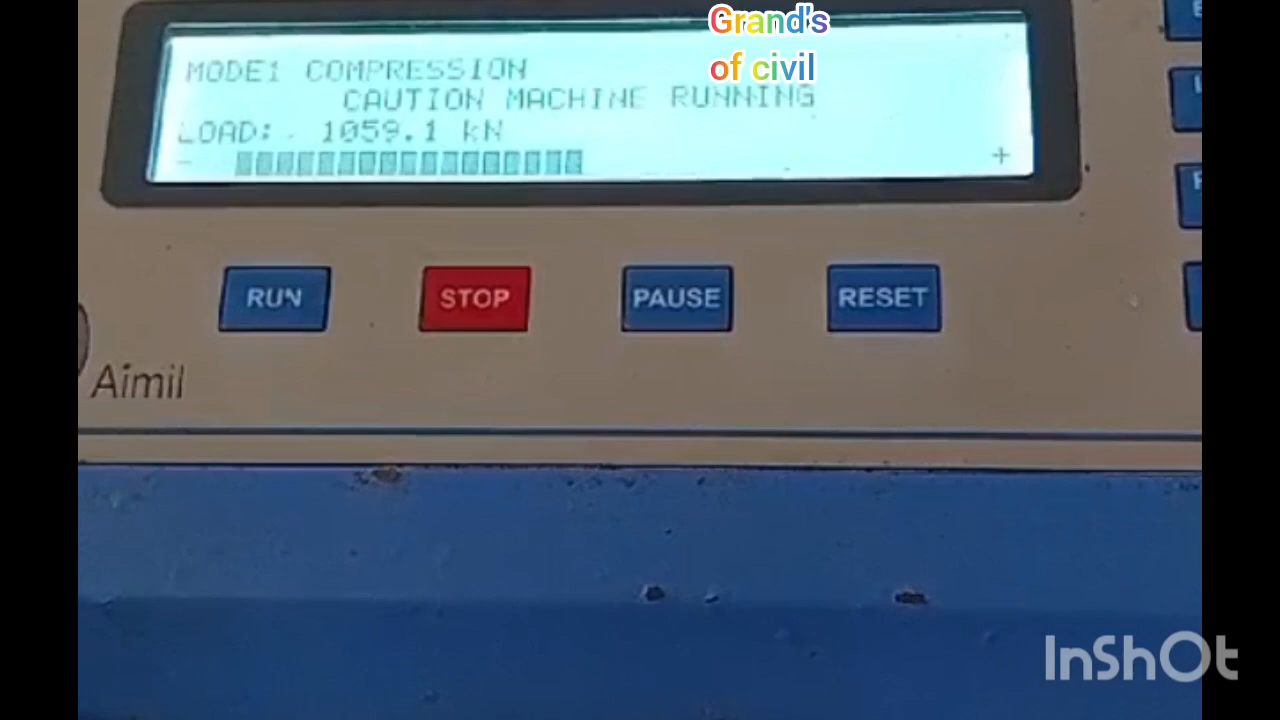 Grand's
of civil
MODE1 COMPRESSION
CAUTION MACHINE RUNNING
LOAD: 1059.1 kN
- +
RUN STOP PAUSE RESET
Aimil
InShOt